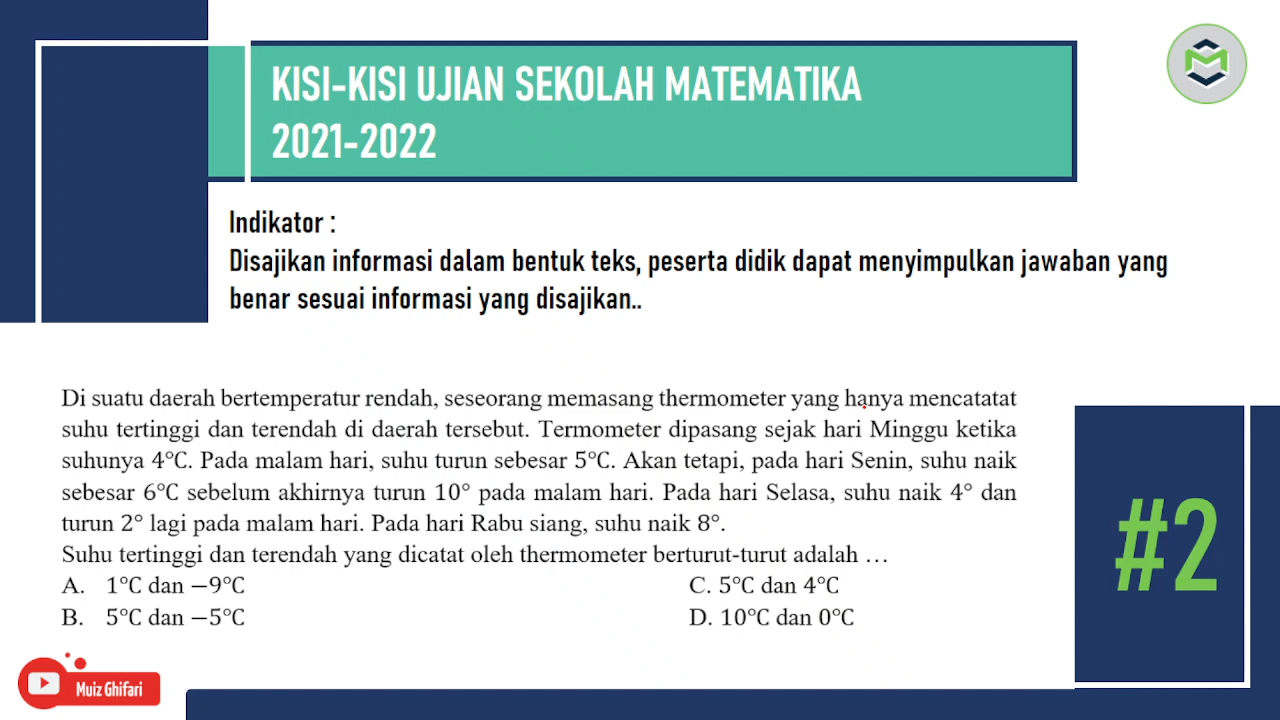 KISI-KISI UJIAN SEKOLAH MATEMATIKA
2021-2022
Indikator :
Disajikan informasi dalam bentuk teks, peserta didik dapat menyimpulkan jawaban yang
benar sesuai informasi yang disajikan..
Di suatu daerah bertemperatur rendah, seseorang memasang thermometer yang hanya mencatatat
suhu tertinggi dan terendah di daerah tersebut. Termometer dipasang sejak hari Minggu ketika
suhunya 4°C. Pada malam hari, suhu turun sebesar 5°C. Akan tetapi, pada hari Senin, suhu naik
sebesar 6°C sebelum akhirnya turun 10° pada malam hari. Pada hari Selasa, suhu naik 4° dan
turun 2° lagi pada malam hari. Pada hari Rabu siang, suhu naik 8°.
Suhu tertinggi dan terendah yang dicatat oleh thermometer berturut-turut adalah …
A. 1°C dan −9°C
B. 5°C dan −5°C
C. 5°C dan 4°C
D. 10°C dan 0°C
#2
Muiz Ghifari